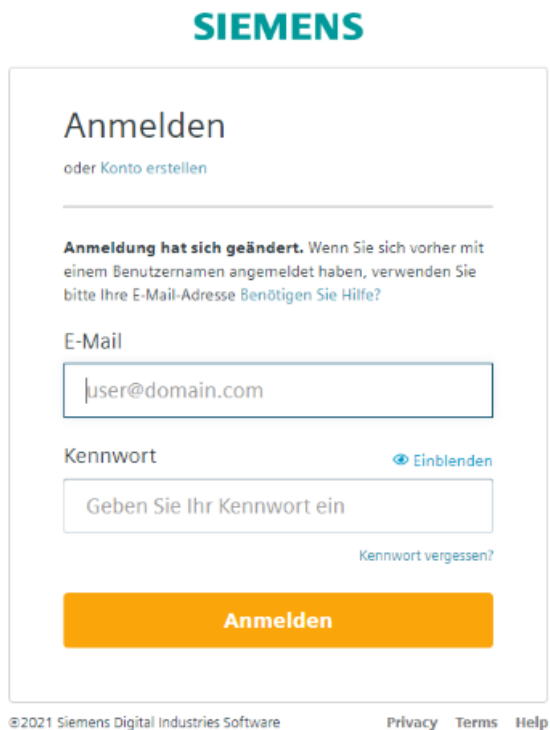 SIEMENS
Anmelden
oder Konto erstellen
Anmeldung hat sich geändert. Wenn Sie sich vorher mit
einem Benutzernamen angemeldet haben, verwenden Sie
bitte Ihre E-Mail-Adresse Benötigen Sie Hilfe?
E-Mail
user@domain.com
Kennwort Einblenden
Geben Sie Ihr Kennwort ein
Kennwort vergessen?
Anmelden
©2021 Siemens Digital Industries Software Privacy Terms Help